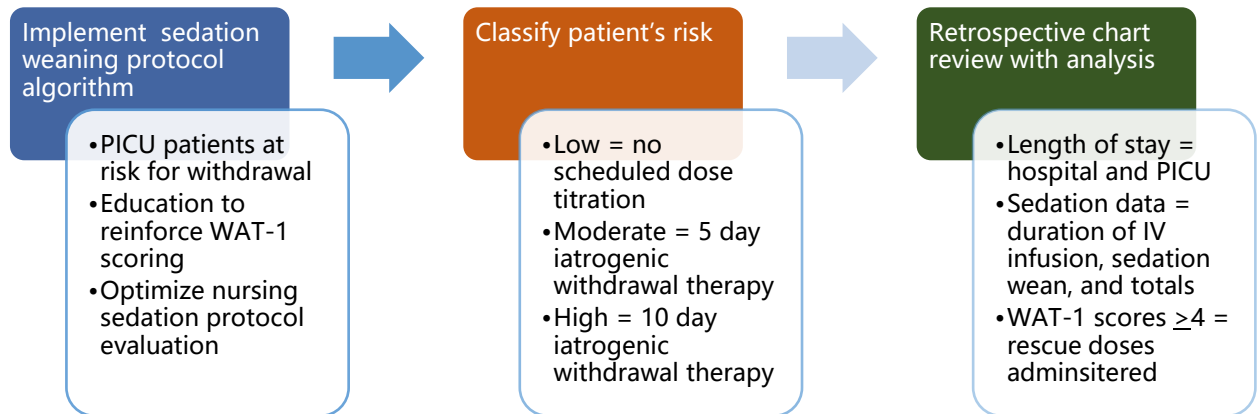 Implement sedation
weaning protocol
algorithm
•PICU patients at
risk for withdrawal
•Education to
reinforce WAT-1
scoring
•Optimize nursing
sedation protocol
evaluation
Classify patient's risk
•Low = no
scheduled dose
titration
•Moderate = 5 day
iatrogenic
withdrawal therapy
•High = 10 day
iatrogenic
withdrawal therapy
Retrospective chart
review with analysis
•Length of stay =
hospital and PICU
•Sedation data =
duration of IV
infusion, sedation
wean, and totals
•WAT-1 scores >4 =
rescue doses
adminsitered